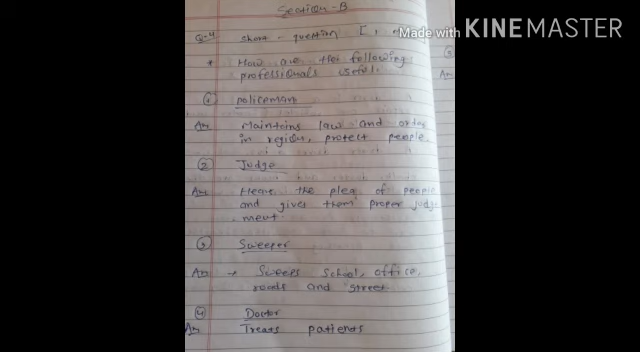 Section-B
Q-4 Short - question [
Made with KINEMASTER
* How are the following
professionals useful.
① Policeman
Ans Maintains law and order
in region, protect people.
② Judge
Ans Hears the plea of people
and gives them proper judge
ment
③ Sweeper
Ans → Sweeps school, office,
roads and street
④ Doctor
Ans Treats patients